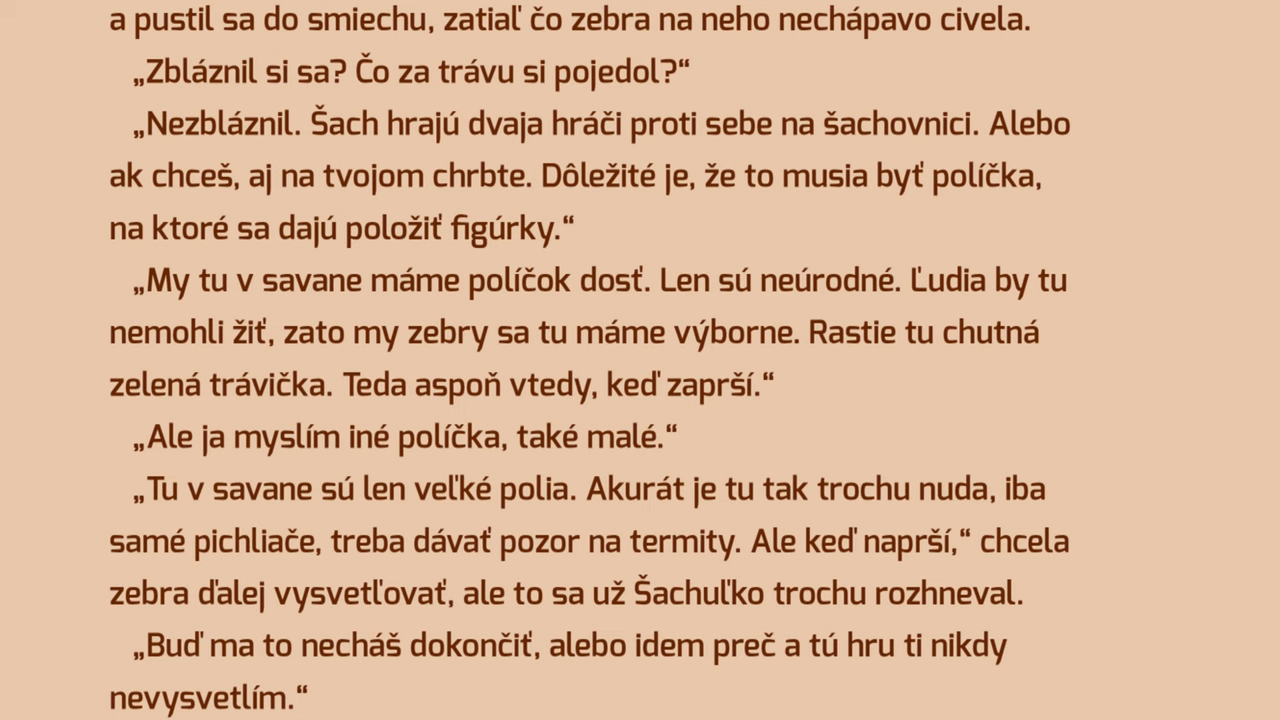 a pustil sa do smiechu, zatiaľ čo zebra na neho nechápavo civela.
„Zbláznil si sa? Čo za trávu si pojedol?“
„Nezbláznil. Šach hrajú dvaja hráči proti sebe na šachovnici. Alebo
ak chceš, aj na tvojom chrbte. Dôležité je, že to musia byť políčka,
na ktoré sa dajú položiť figúrky.“
„My tu v savane máme políčok dosť. Len sú neúrodné. Ľudia by tu
nemohli žiť, zato my zebry sa tu máme výborne. Rastie tu chutná
zelená trávička. Teda aspoň vtedy, keď zaprší.“
„Ale ja myslím iné políčka, také malé.“
„Tu v savane sú len veľké polia. Akurát je tu tak trochu nuda, iba
samé pichliače, treba dávať pozor na termity. Ale keď naprší,“ chcela
zebra ďalej vysvetľovať, ale to sa už Šachuľko trochu rozhneval.
„Buď ma to necháš dokončiť, alebo idem preč a tú hru ti nikdy
nevysvetlím.“